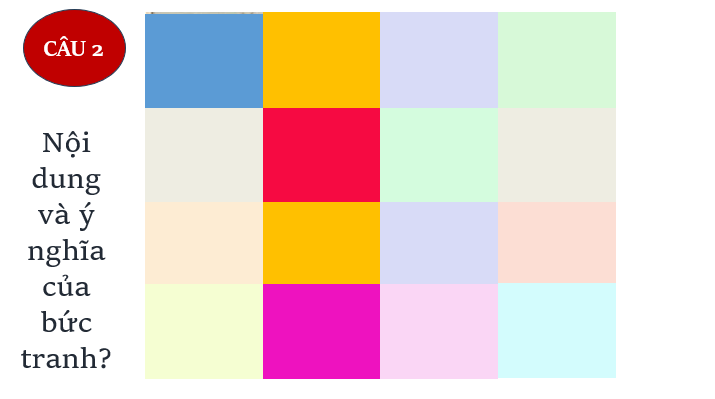 CÂU 2
Nội
dung
và ý
nghĩa
của
bức
tranh?